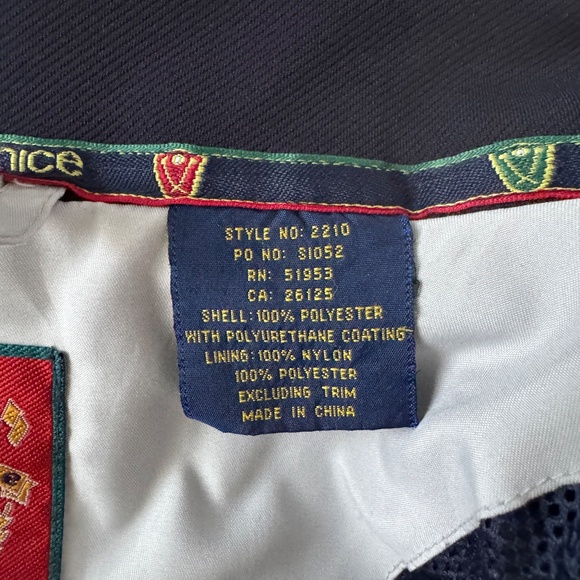 nice
STYLE NO: 2210
PO NO: S1052
RN: 51953
CA: 26125
SHELL: 100% POLYESTER
WITH POLYURETHANE COATING
LINING: 100% NYLON
100% POLYESTER
EXCLUDING TRIM
MADE IN CHINA